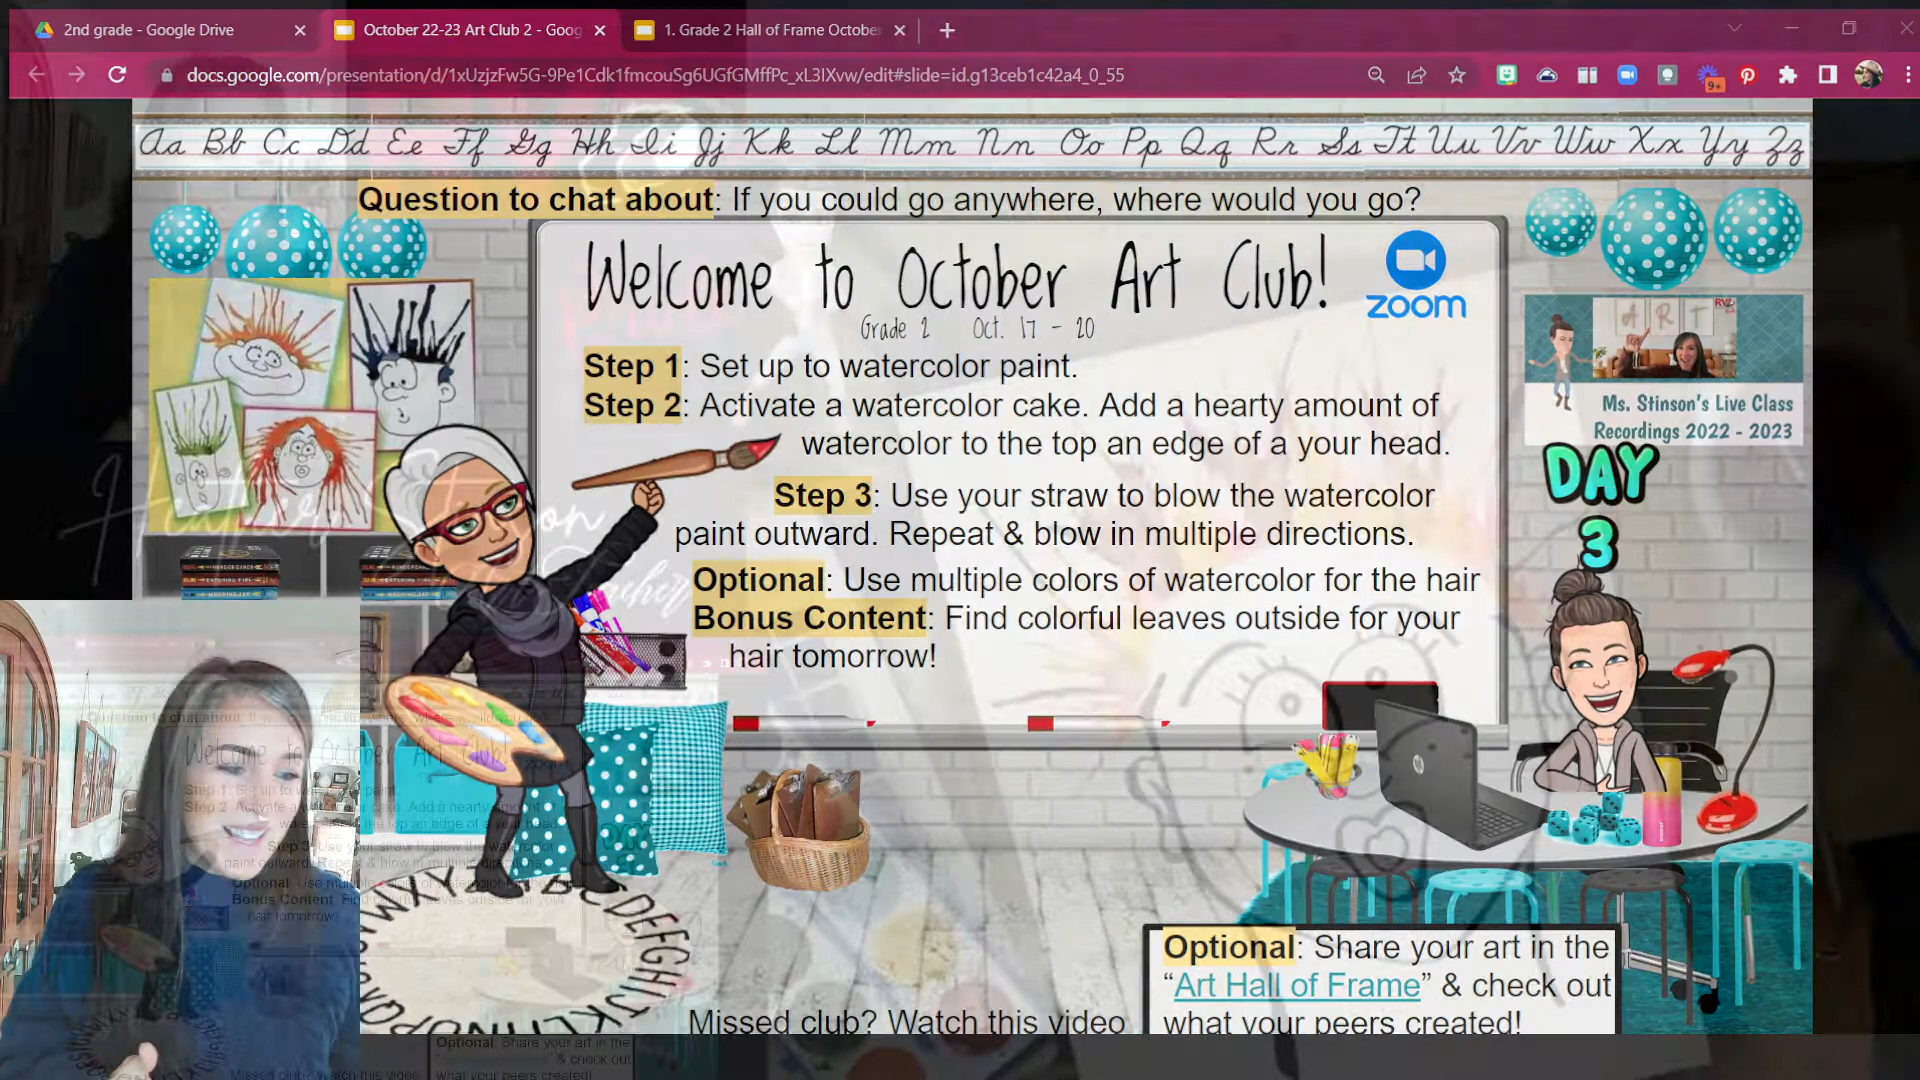 2nd grade - Google Drive
October 22-23 Art Club 2 - Goog
1. Grade 2 Hall of Frame Octobe
docs.google.com/presentation/d/1xUzjzFw5G-9Pe1Cdk1fmcouSg6UGfGMffPc_xL3IXvw/edit#slide=id.g13ceb1c42a4_0_55
9+
Aa Bb Cc Dd Ee Ff Gg Hh Ii Jj Kk Ll Mm Nn Oo Pp Qq Rr Ss Tt Uu Vv Ww Xx Yy Zz
Question to chat about: If you could go anywhere, where would you go?
Welcome to October Art Club!
zoom
Grade 2 Oct. 17 - 20
Step 1: Set up to watercolor paint.
Step 2: Activate a watercolor cake. Add a hearty amount of
watercolor to the top an edge of a your head.
Step 3: Use your straw to blow the watercolor
paint outward. Repeat & blow in multiple directions.
Optional: Use multiple colors of watercolor for the hair
Bonus Content: Find colorful leaves outside for your
hair tomorrow!
ART
Ms. Stinson's Live Class
Recordings 2022 - 2023
DAY
3
Optional: Share your art in the
"Art Hall of Frame" & check out
what your peers created!
Missed club? Watch this video